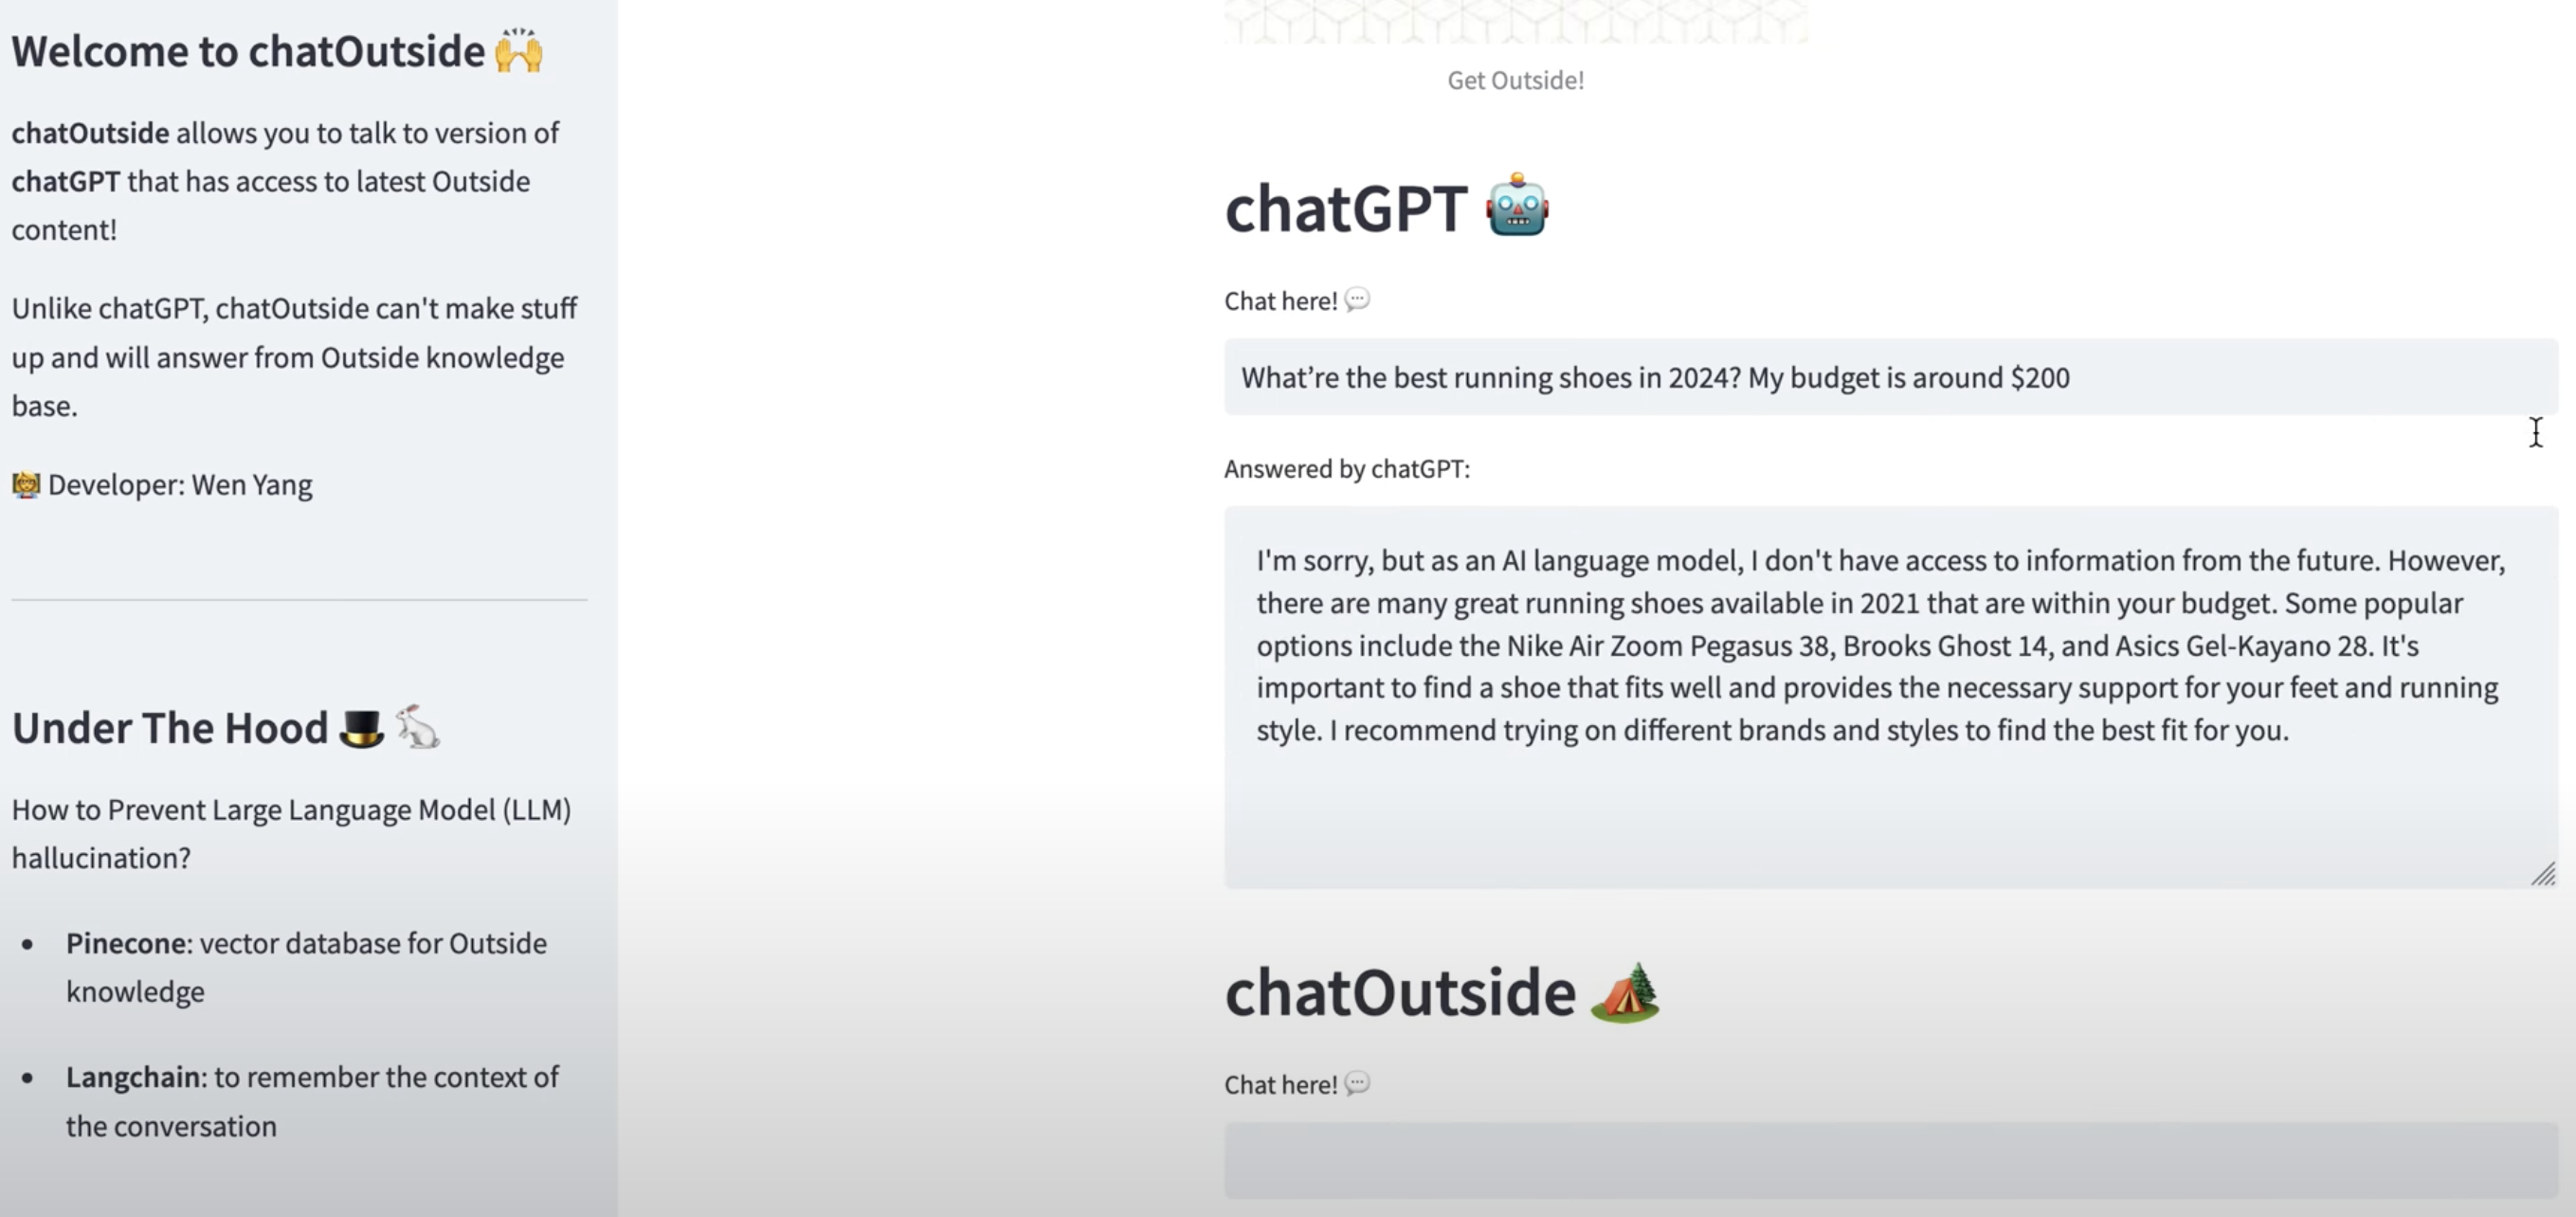 Welcome to chatOutside 🙌
chatOutside allows you to talk to version of
chatGPT that has access to latest Outside
content!
Unlike chatGPT, chatOutside can't make stuff
up and will answer from Outside knowledge
base.
👩‍🏫 Developer: Wen Yang
Under The Hood 🎩 🐇
How to Prevent Large Language Model (LLM)
hallucination?
• Pinecone: vector database for Outside
knowledge
• Langchain: to remember the context of
the conversation
Get Outside!
chatGPT 🤖
Chat here! 💬
What’re the best running shoes in 2024? My budget is around $200
Answered by chatGPT:
I'm sorry, but as an AI language model, I don't have access to information from the future. However,
there are many great running shoes available in 2021 that are within your budget. Some popular
options include the Nike Air Zoom Pegasus 38, Brooks Ghost 14, and Asics Gel-Kayano 28. It's
important to find a shoe that fits well and provides the necessary support for your feet and running
style. I recommend trying on different brands and styles to find the best fit for you.
chatOutside 🏕️
Chat here! 💬